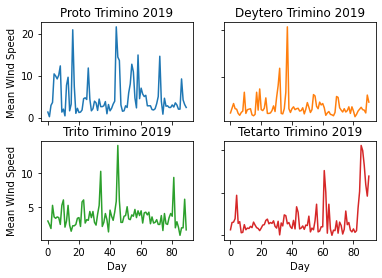 Proto Trimino 2019
Deytero Trimino 2019
Mean WInd Speed
20
10
0
Trito Trimino 2019
Tetarto Trimino 2019
Mean WInd Speed
10
5
0 20 40 60 80
0 20 40 60 80
Day
Day